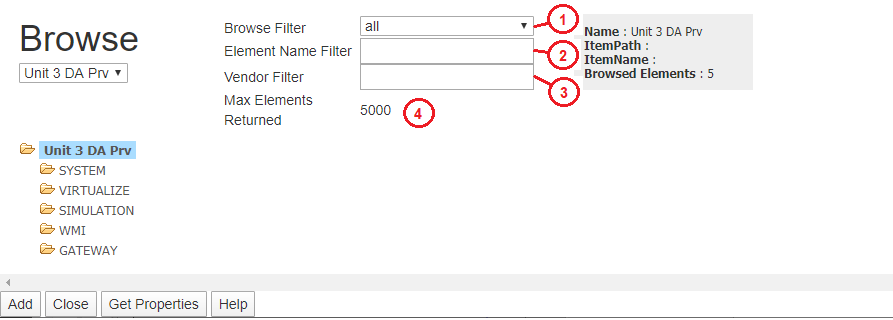 Browse
Unit 3 DA Prv
Browse Filter
all
1
Element Name Filter
2
Vendor Filter
3
Max Elements
Returned
5000
4
Name : Unit 3 DA Prv
ItemPath :
ItemName :
Browsed Elements : 5
Unit 3 DA Prv
SYSTEM
VIRTUALIZE
SIMULATION
WMI
GATEWAY
Add Close Get Properties Help